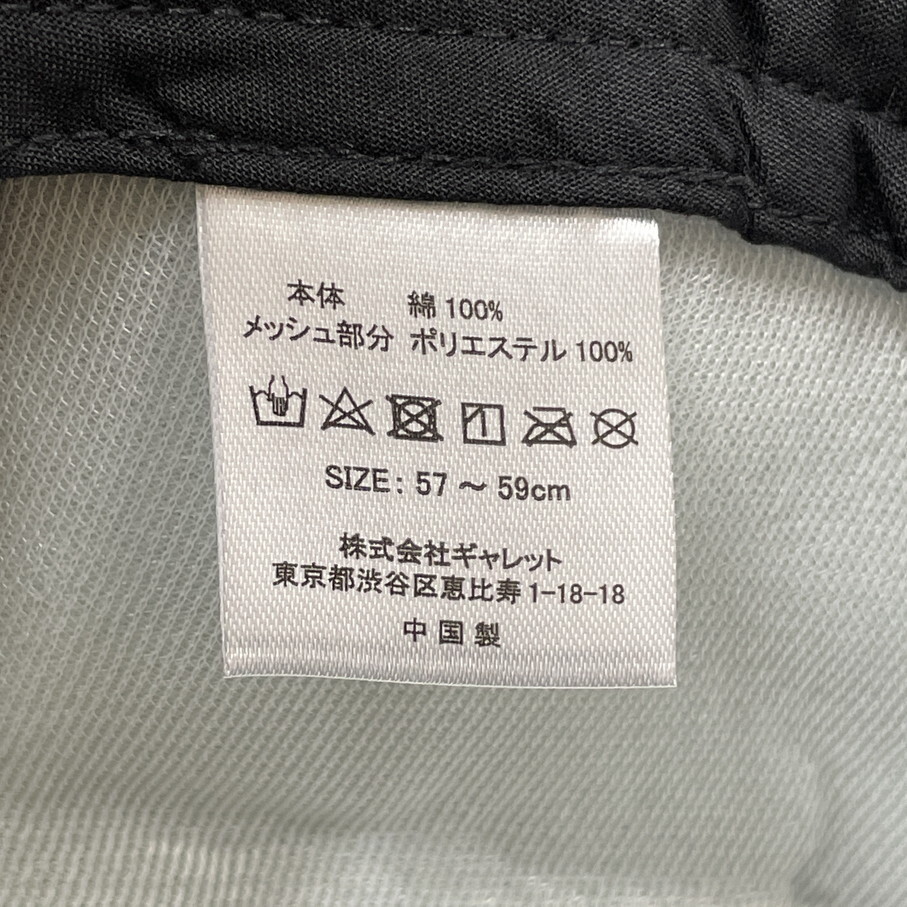 本体 綿 100%
メッシュ部分 ポリエステル 100%
SIZE: 57 ～ 59cm
株式会社ギャレット
東京都渋谷区恵比寿 1-18-18
中国製